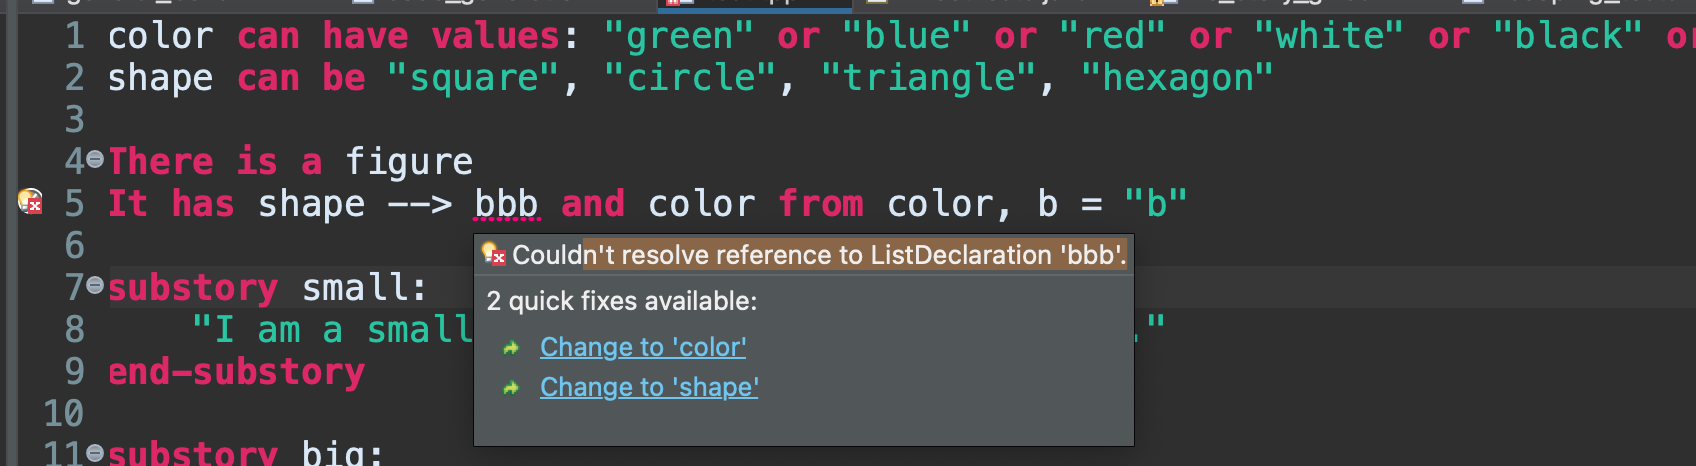 1 color can have values: "green" or "blue" or "red" or "white" or "black" or
2 shape can be "square", "circle", "triangle", "hexagon"
3
4 There is a figure
5 It has shape --> bbb and color from color, b = "b"
6
Couldn't resolve reference to ListDeclaration 'bbb'.
7 substory small:
2 quick fixes available:
8 "I am a small ."
Change to 'color'
9 end-substory
Change to 'shape'
10
11 substory big: